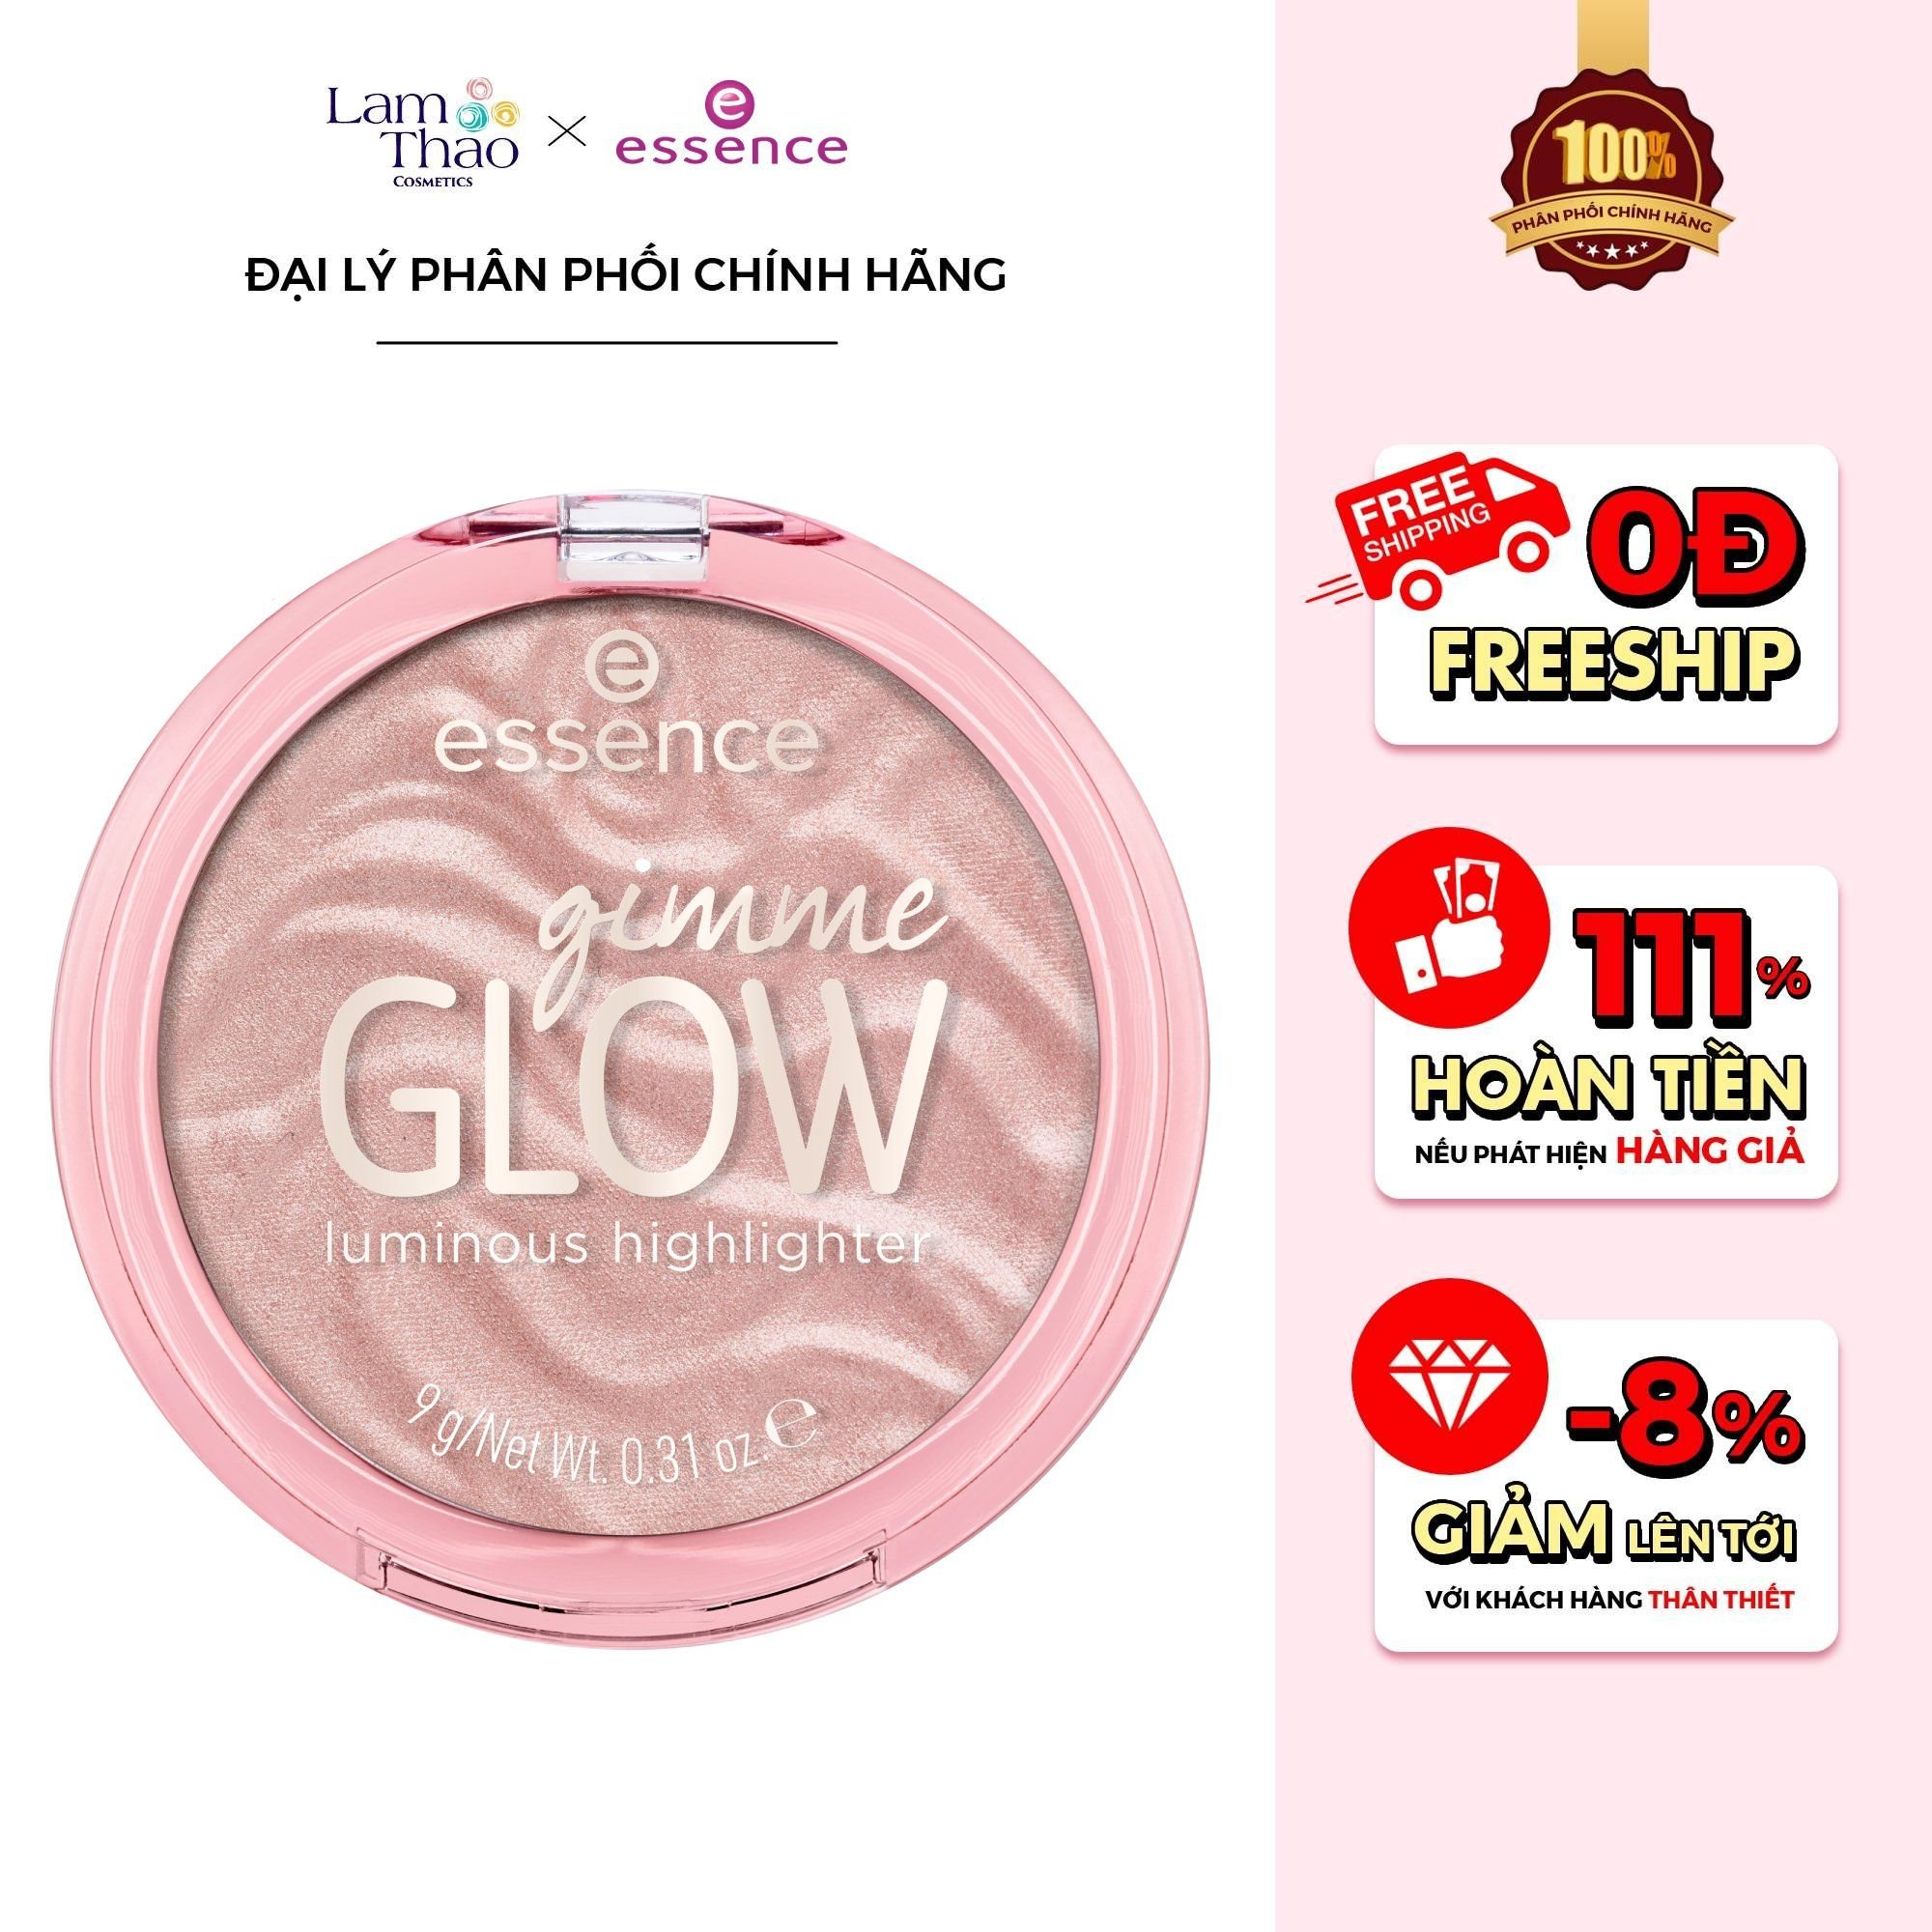 Lam
Thao
COSMETICS
e
essence
ĐẠI LÝ PHÂN PHỐI CHÍNH HÃNG
100%
PHÂN PHỐI CHÍNH HÃNG
e
essence
gimme
GLOW
luminous highlighter
9 g/Net Wt. 0.31 oz. ℮
FREE
SHIPPING
0Đ
FREESHIP
111%
HOÀN TIỀN
NẾU PHÁT HIỆN HÀNG GIẢ
-8%
GIẢM LÊN TỚI
VỚI KHÁCH HÀNG THÂN THIẾT